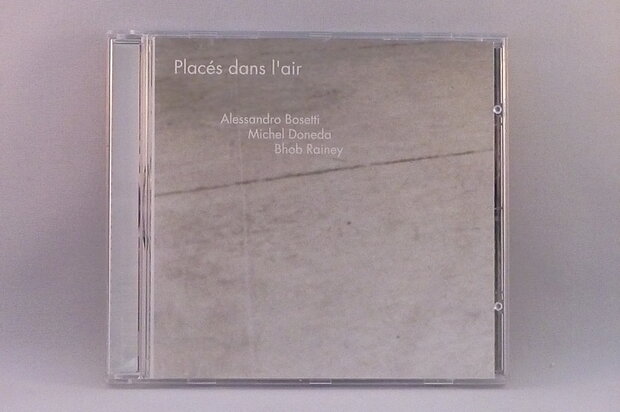 Placés dans l'air
Alessandro Bosetti
Michel Doneda
Bhob Rainey